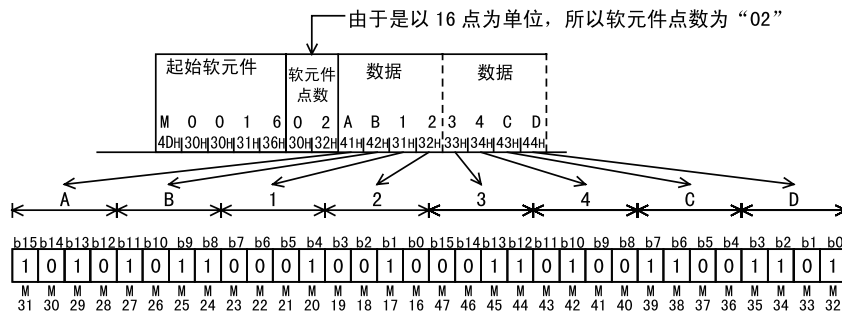 由于是以 16 点为单位，所以软元件点数为“02”
起始软元件 软元件点数 数据 数据
M 0 0 1 6 0 2 A B 1 2 3 4 C D
4DH 30H 30H 31H 36H 30H 32H 41H 42H 31H 32H 33H 34H 43H 44H
A B 1 2 3 4 C D
b15 b14 b13 b12 b11 b10 b9 b8 b7 b6 b5 b4 b3 b2 b1 b0 b15 b14 b13 b12 b11 b10 b9 b8 b7 b6 b5 b4 b3 b2 b1 b0
1 0 1 0 1 0 1 1 0 0 0 1 0 0 1 0 0 0 1 1 0 1 0 0 1 1 0 0 1 1 0 1
M M M M M M M M M M M M M M M M M M M M M M M M M M M M M M M M
31 30 29 28 27 26 25 24 23 22 21 20 19 18 17 16 47 46 45 44 43 42 41 40 39 38 37 36 35 34 33 32